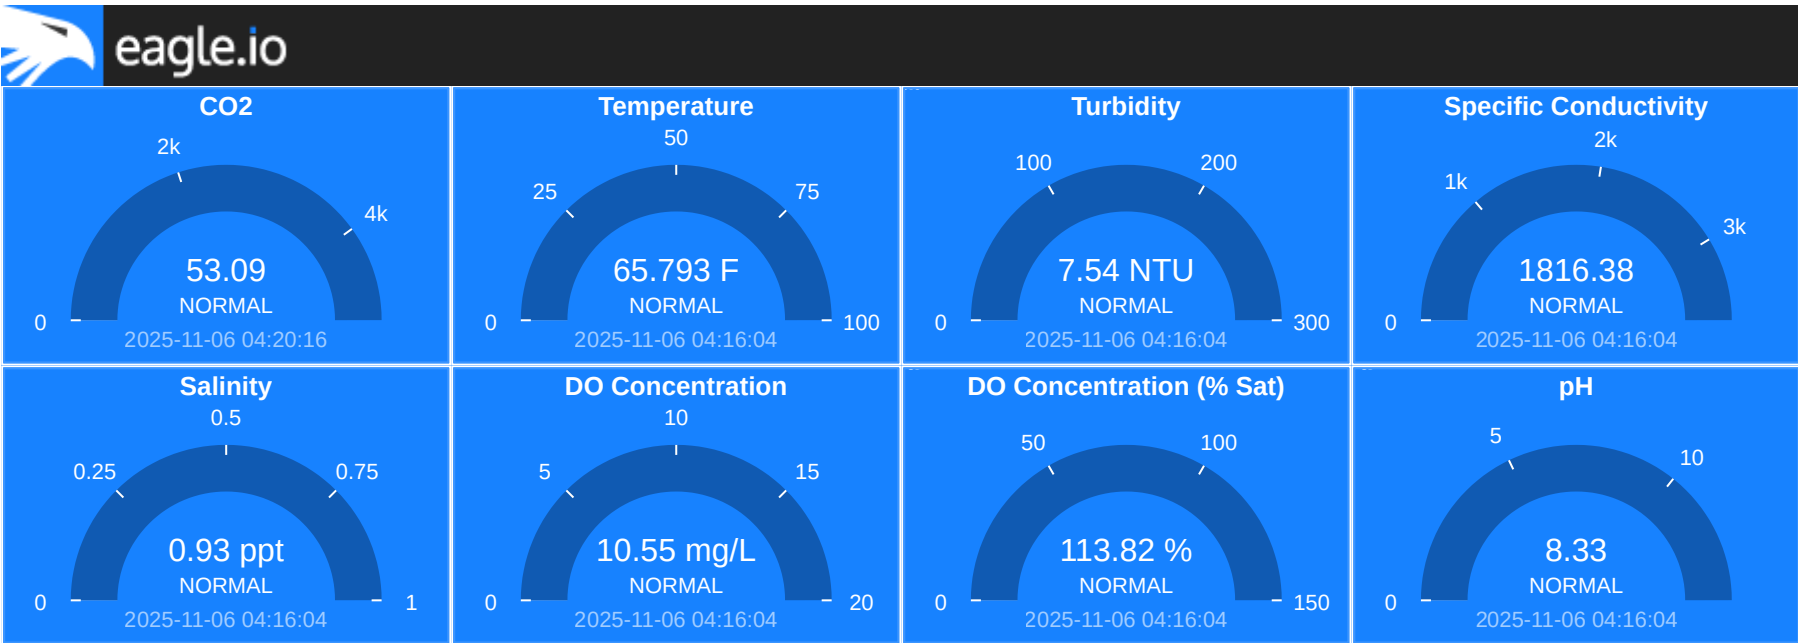 eagle.io
CO2
2k
4k
0
53.09
NORMAL
2025-11-06 04:20:16
Temperature
50
25
75
0
100
65.793 F
NORMAL
2025-11-06 04:16:04
Turbidity
100
200
0
300
7.54 NTU
NORMAL
2025-11-06 04:16:04
Specific Conductivity
2k
1k
3k
0
1816.38
NORMAL
2025-11-06 04:16:04
Salinity
0.5
0.25
0.75
0
1
0.93 ppt
NORMAL
2025-11-06 04:16:04
DO Concentration
10
5
15
0
20
10.55 mg/L
NORMAL
2025-11-06 04:16:04
DO Concentration (% Sat)
50
100
0
150
113.82 %
NORMAL
2025-11-06 04:16:04
pH
5
10
0
8.33
NORMAL
2025-11-06 04:16:04